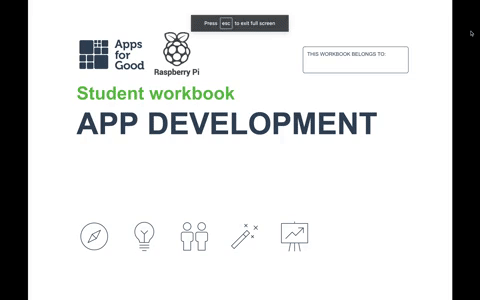 Press esc to exit full screen
Apps
for
Good
Raspberry Pi
THIS WORKBOOK BELONGS TO:
Student workbook
APP DEVELOPMENT